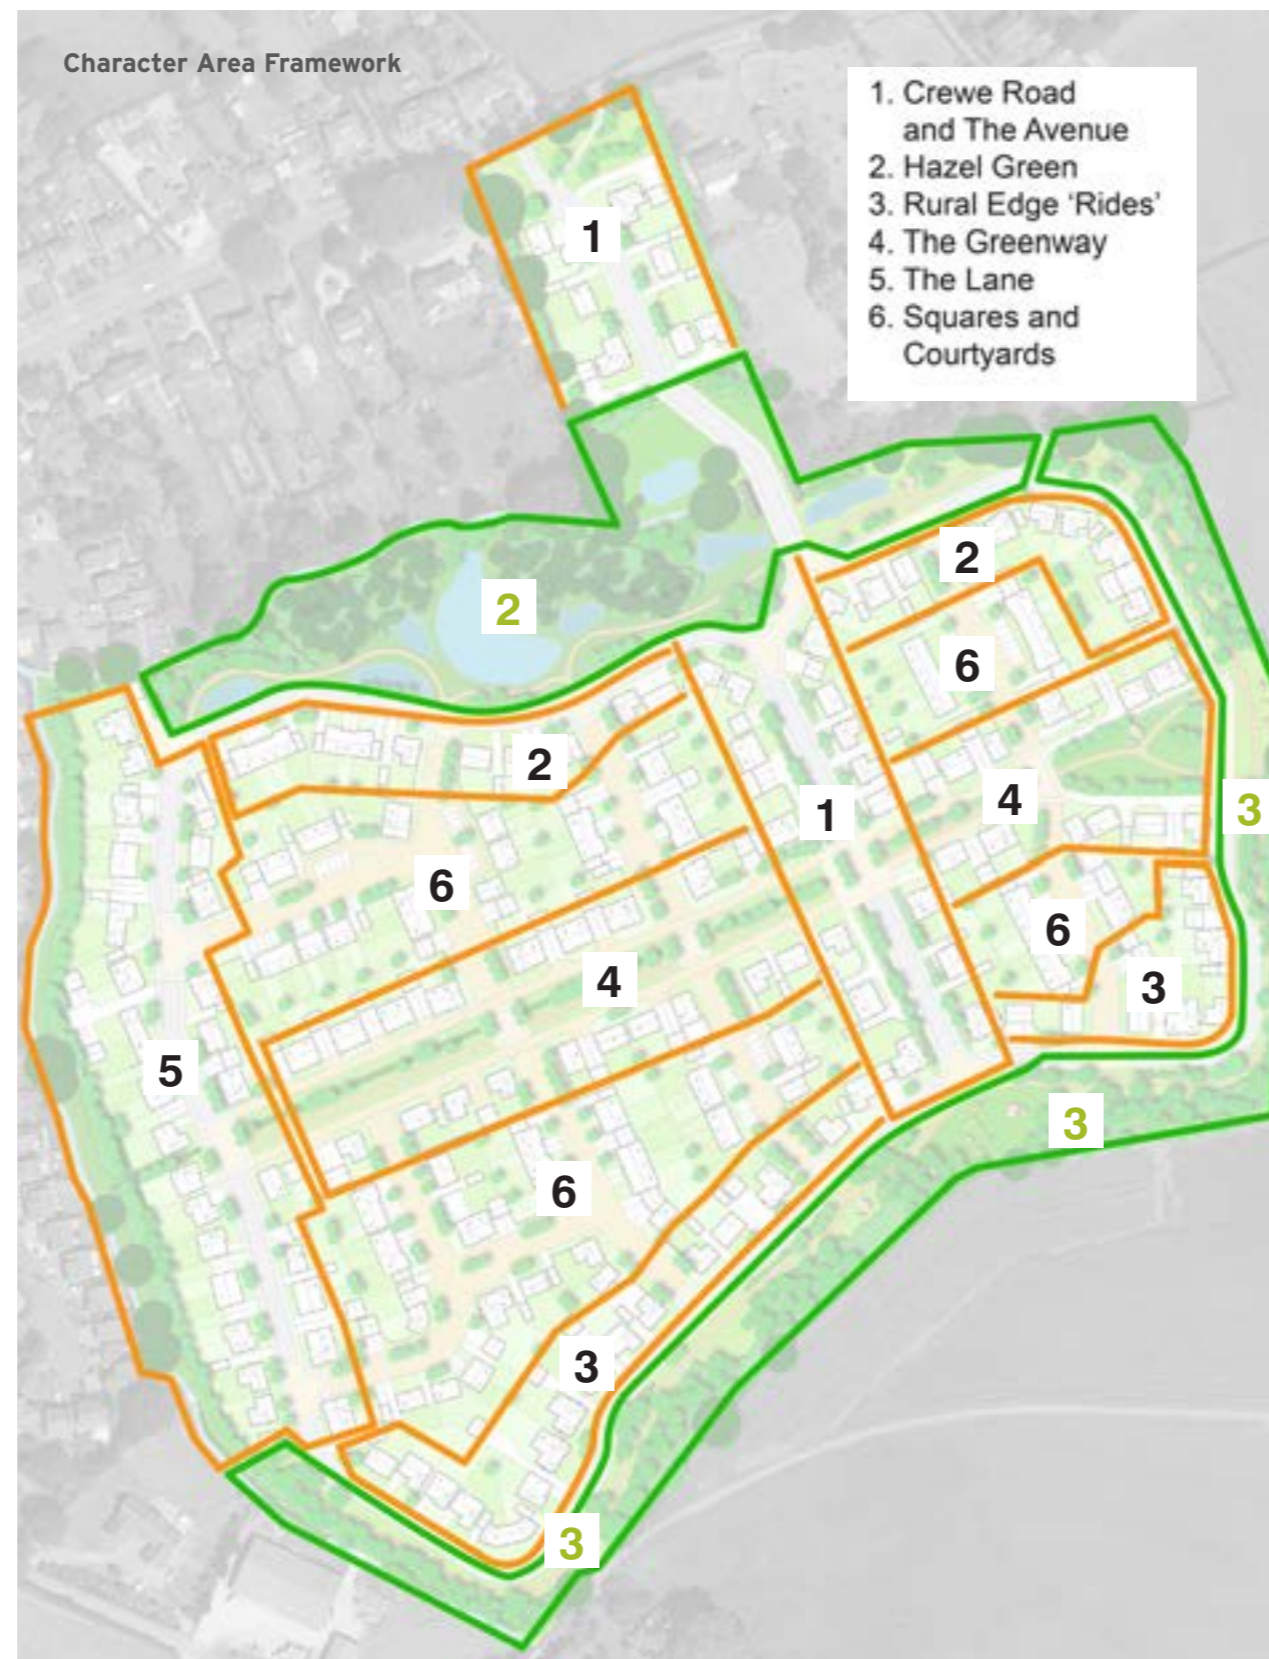 Character Area Framework
1. Crewe Road
and The Avenue
2. Hazel Green
3. Rural Edge ‘Rides’
4. The Greenway
5. The Lane
6. Squares and
Courtyards
1
2
2
6
2
1
4
3
6
6
4
3
5
3
6
3
3